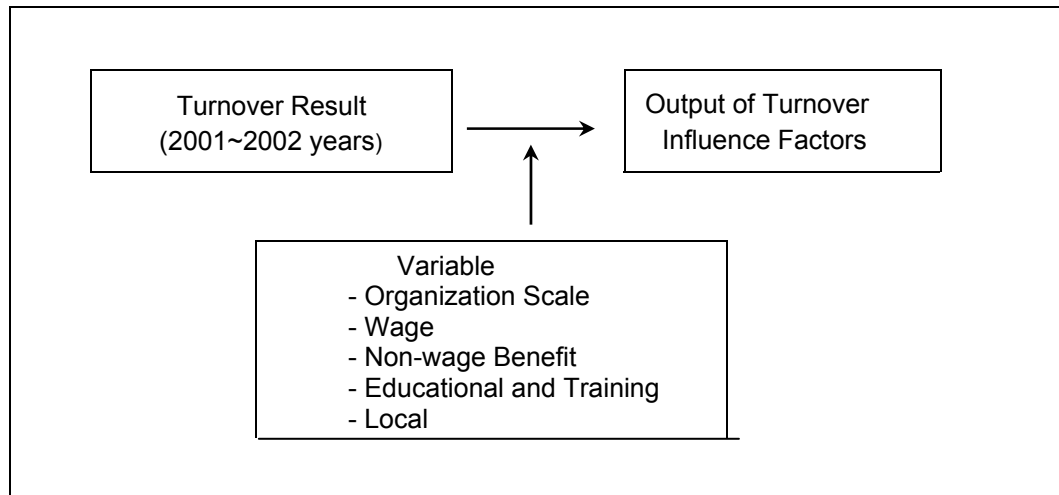 Turnover Result
(2001~2002 years)
Output of Turnover
Influence Factors
Variable
- Organization Scale
- Wage
- Non-wage Benefit
- Educational and Training
- Local